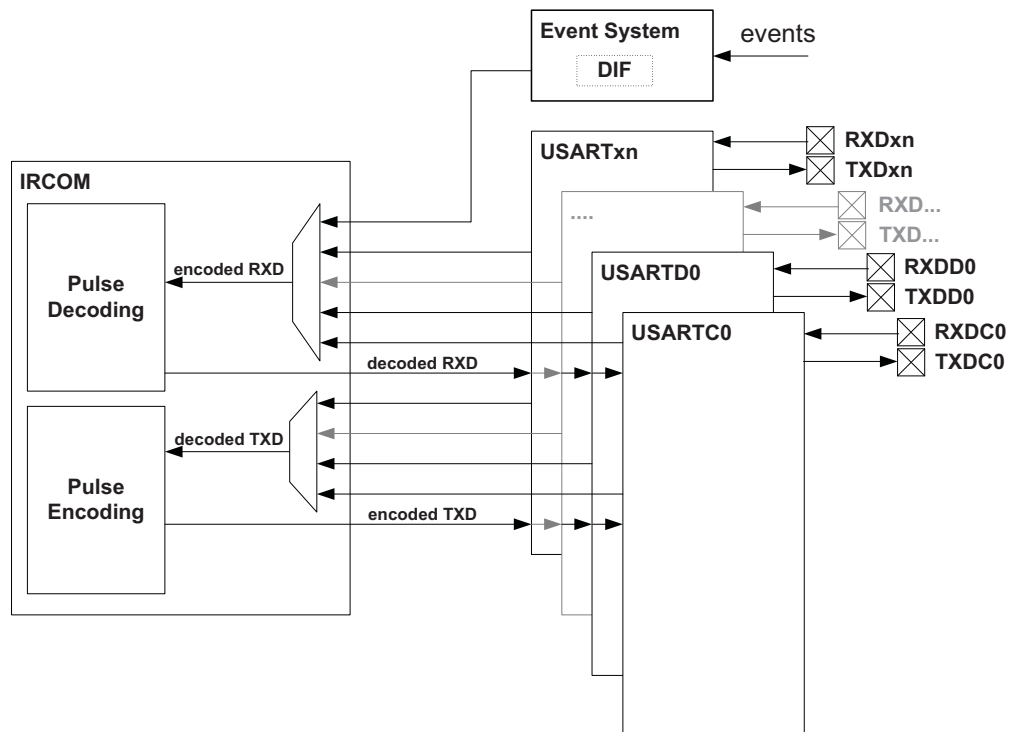 Event System
DIF
events
USARTxn
RXDxn
TXDxn
IRCOM
....
RXD...
TXD...
encoded RXD
Pulse
Decoding
USARTD0
RXDD0
TXDD0
USARTC0
RXDC0
TXDC0
decoded RXD
decoded TXD
Pulse
Encoding
encoded TXD